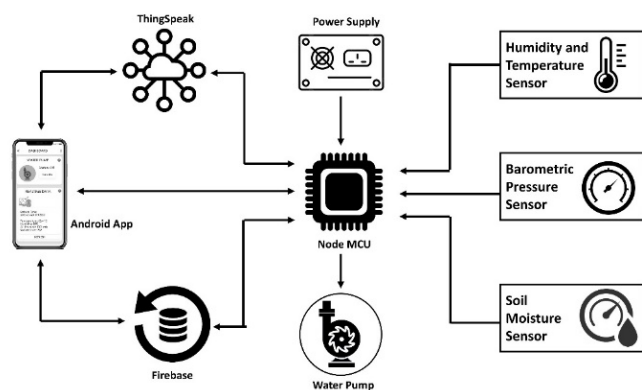 ThingSpeak
Power Supply
Humidity and
Temperature
Sensor
Barometric
Pressure
Sensor
Android App
Node MCU
Soil
Moisture
Sensor
Firebase
Water Pump